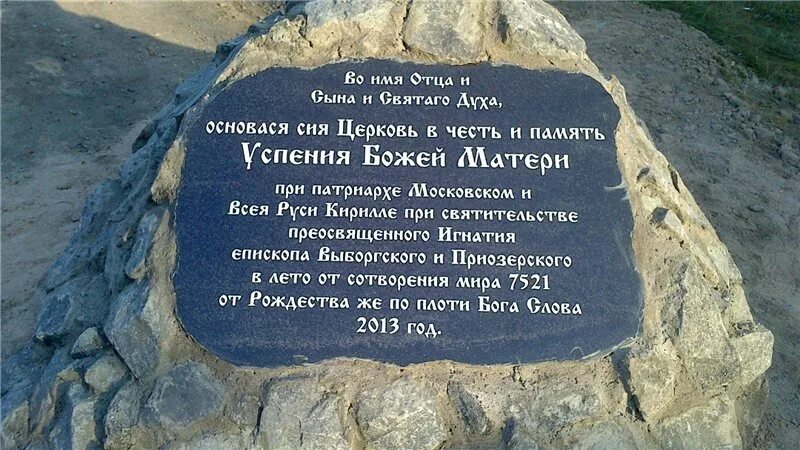 Во имя Отца и
Сына и Святаго Духа,
основася сия Церковь в честь и память
Успения Божей Матери
при патриархе Московском и
Всея Руси Кирилле при святительстве
преосвященного Игнатия
епископа Выборгского и Приозерского
в лето от сотворения мира 7521
от Рождества же по плоти Бога Слова
2013 год.